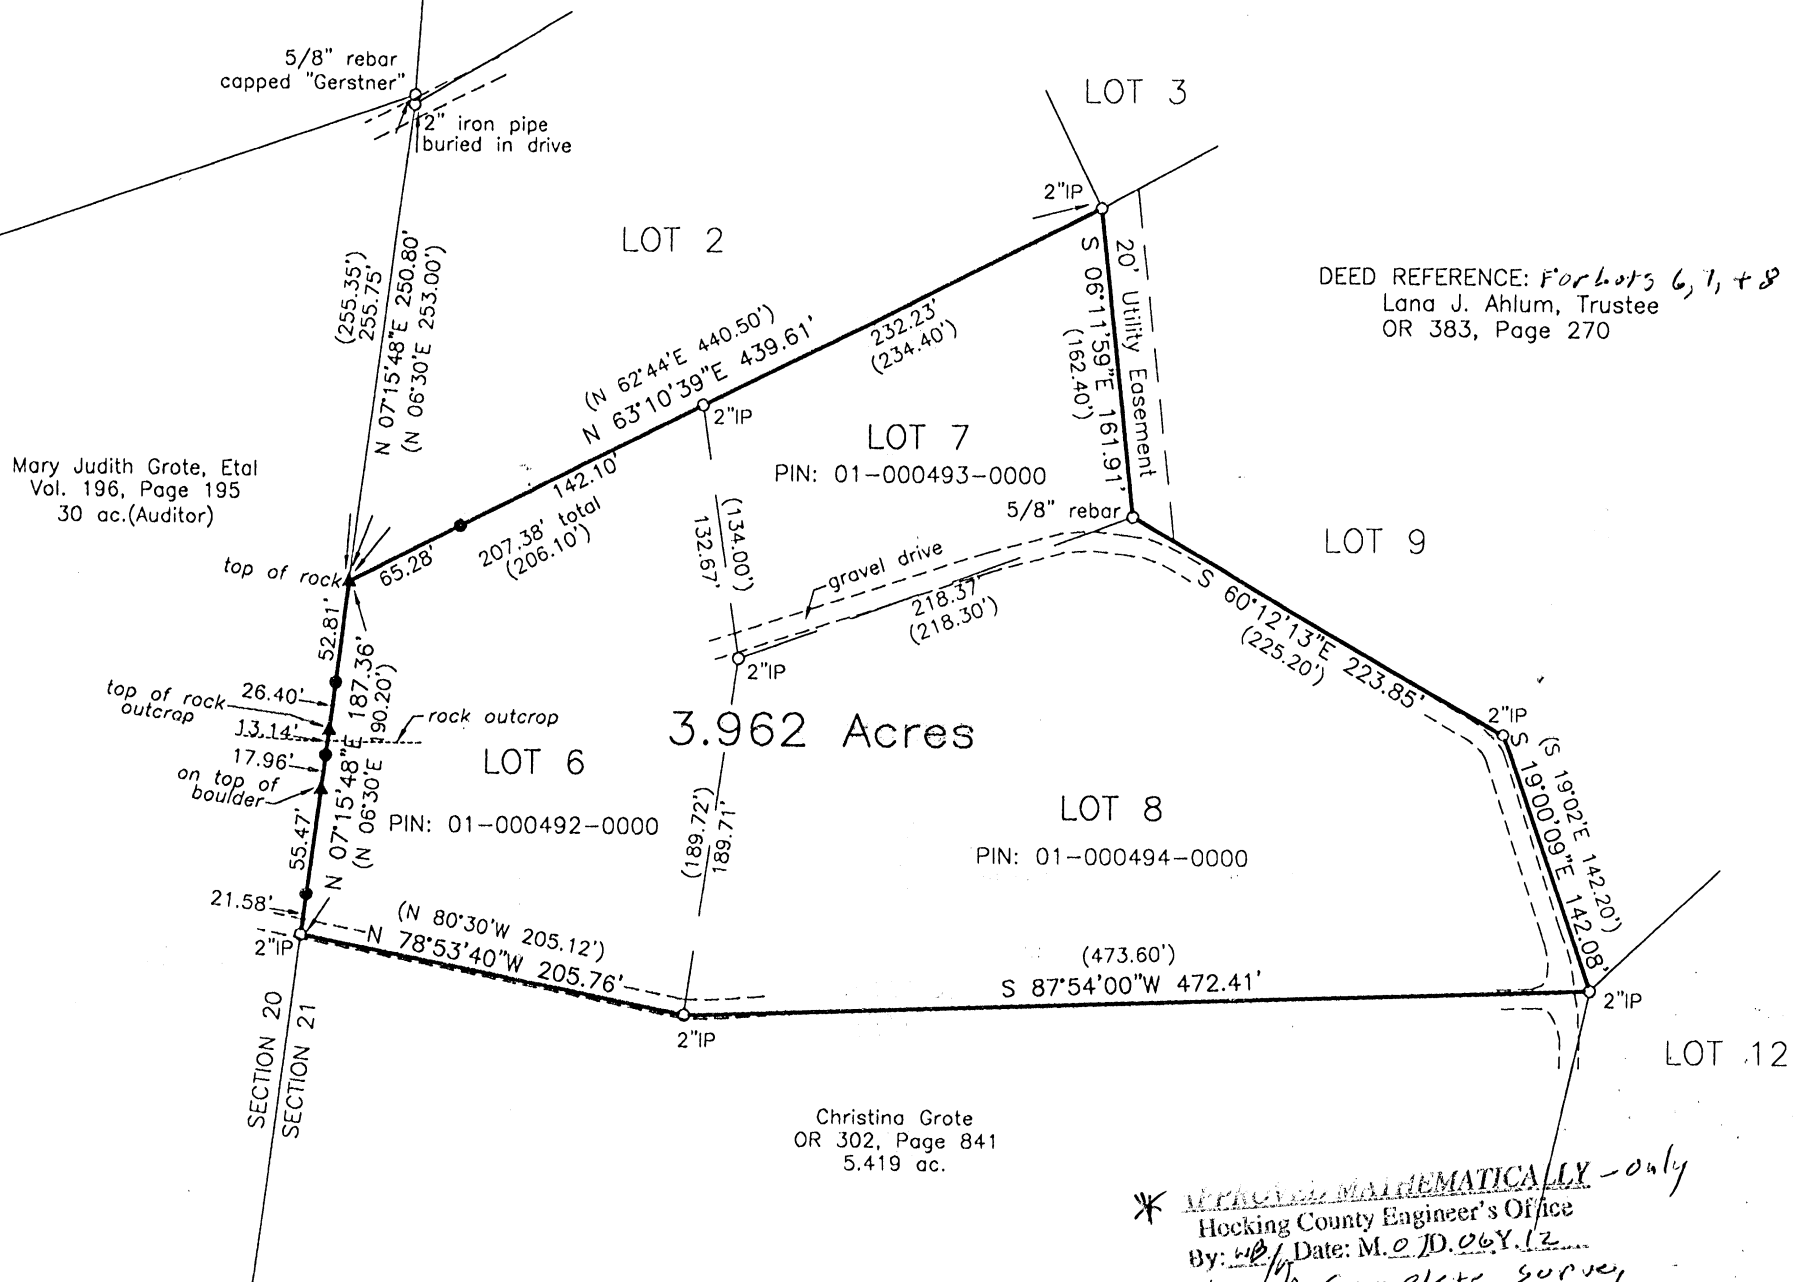 5/8" rebar
capped "Gerstner"
2" iron pipe
buried in drive
LOT 3
2"IP
LOT 2
DEED REFERENCE: For Lots 6, 7, + 8
Lana J. Ahlum, Trustee
OR 383, Page 270
(255.35')
255.75'
N 07°15'48"E 250.80'
(N 06°30'E 253.00')
(N 62°44'E 440.50')
N 63°10'39"E 439.61'
232.23'
(234.40')
S 06°11'59"E 161.91'
(162.40')
20' Utility Easement
2"IP
LOT 7
PIN: 01-000493-0000
Mary Judith Grote, Etal
Vol. 196, Page 195
30 ac.(Auditor)
142.10'
207.38' total
(206.10')
65.28'
(134.00')
132.67'
5/8" rebar
LOT 9
top of rock
gravel drive
218.37'
(218.30')
S 60°12'13"E 223.85'
(225.20')
2"IP
52.81'
N 07°15'48"E 187.36'
(N 06°30'E 190.20')
top of rock
outcrop
26.40'
13.14'
rock outcrop
17.96'
on top of
boulder
3.962 Acres
2"IP
LOT 6
PIN: 01-000492-0000
LOT 8
PIN: 01-000494-0000
(S 19°02'E 142.20')
S 19°00'09"E 142.08'
(189.72')
189.71'
55.47'
21.58'
2"IP
(N 80°30'W 205.12')
N 78°53'40"W 205.76'
(473.60')
S 87°54'00"W 472.41'
2"IP
2"IP
SECTION 20
SECTION 21
LOT 12
Christina Grote
OR 302, Page 841
5.419 ac.
* APPROVED MATHEMATICALLY - only
Hocking County Engineer's Office
By: Date: M.07D.06Y.12
complete survey